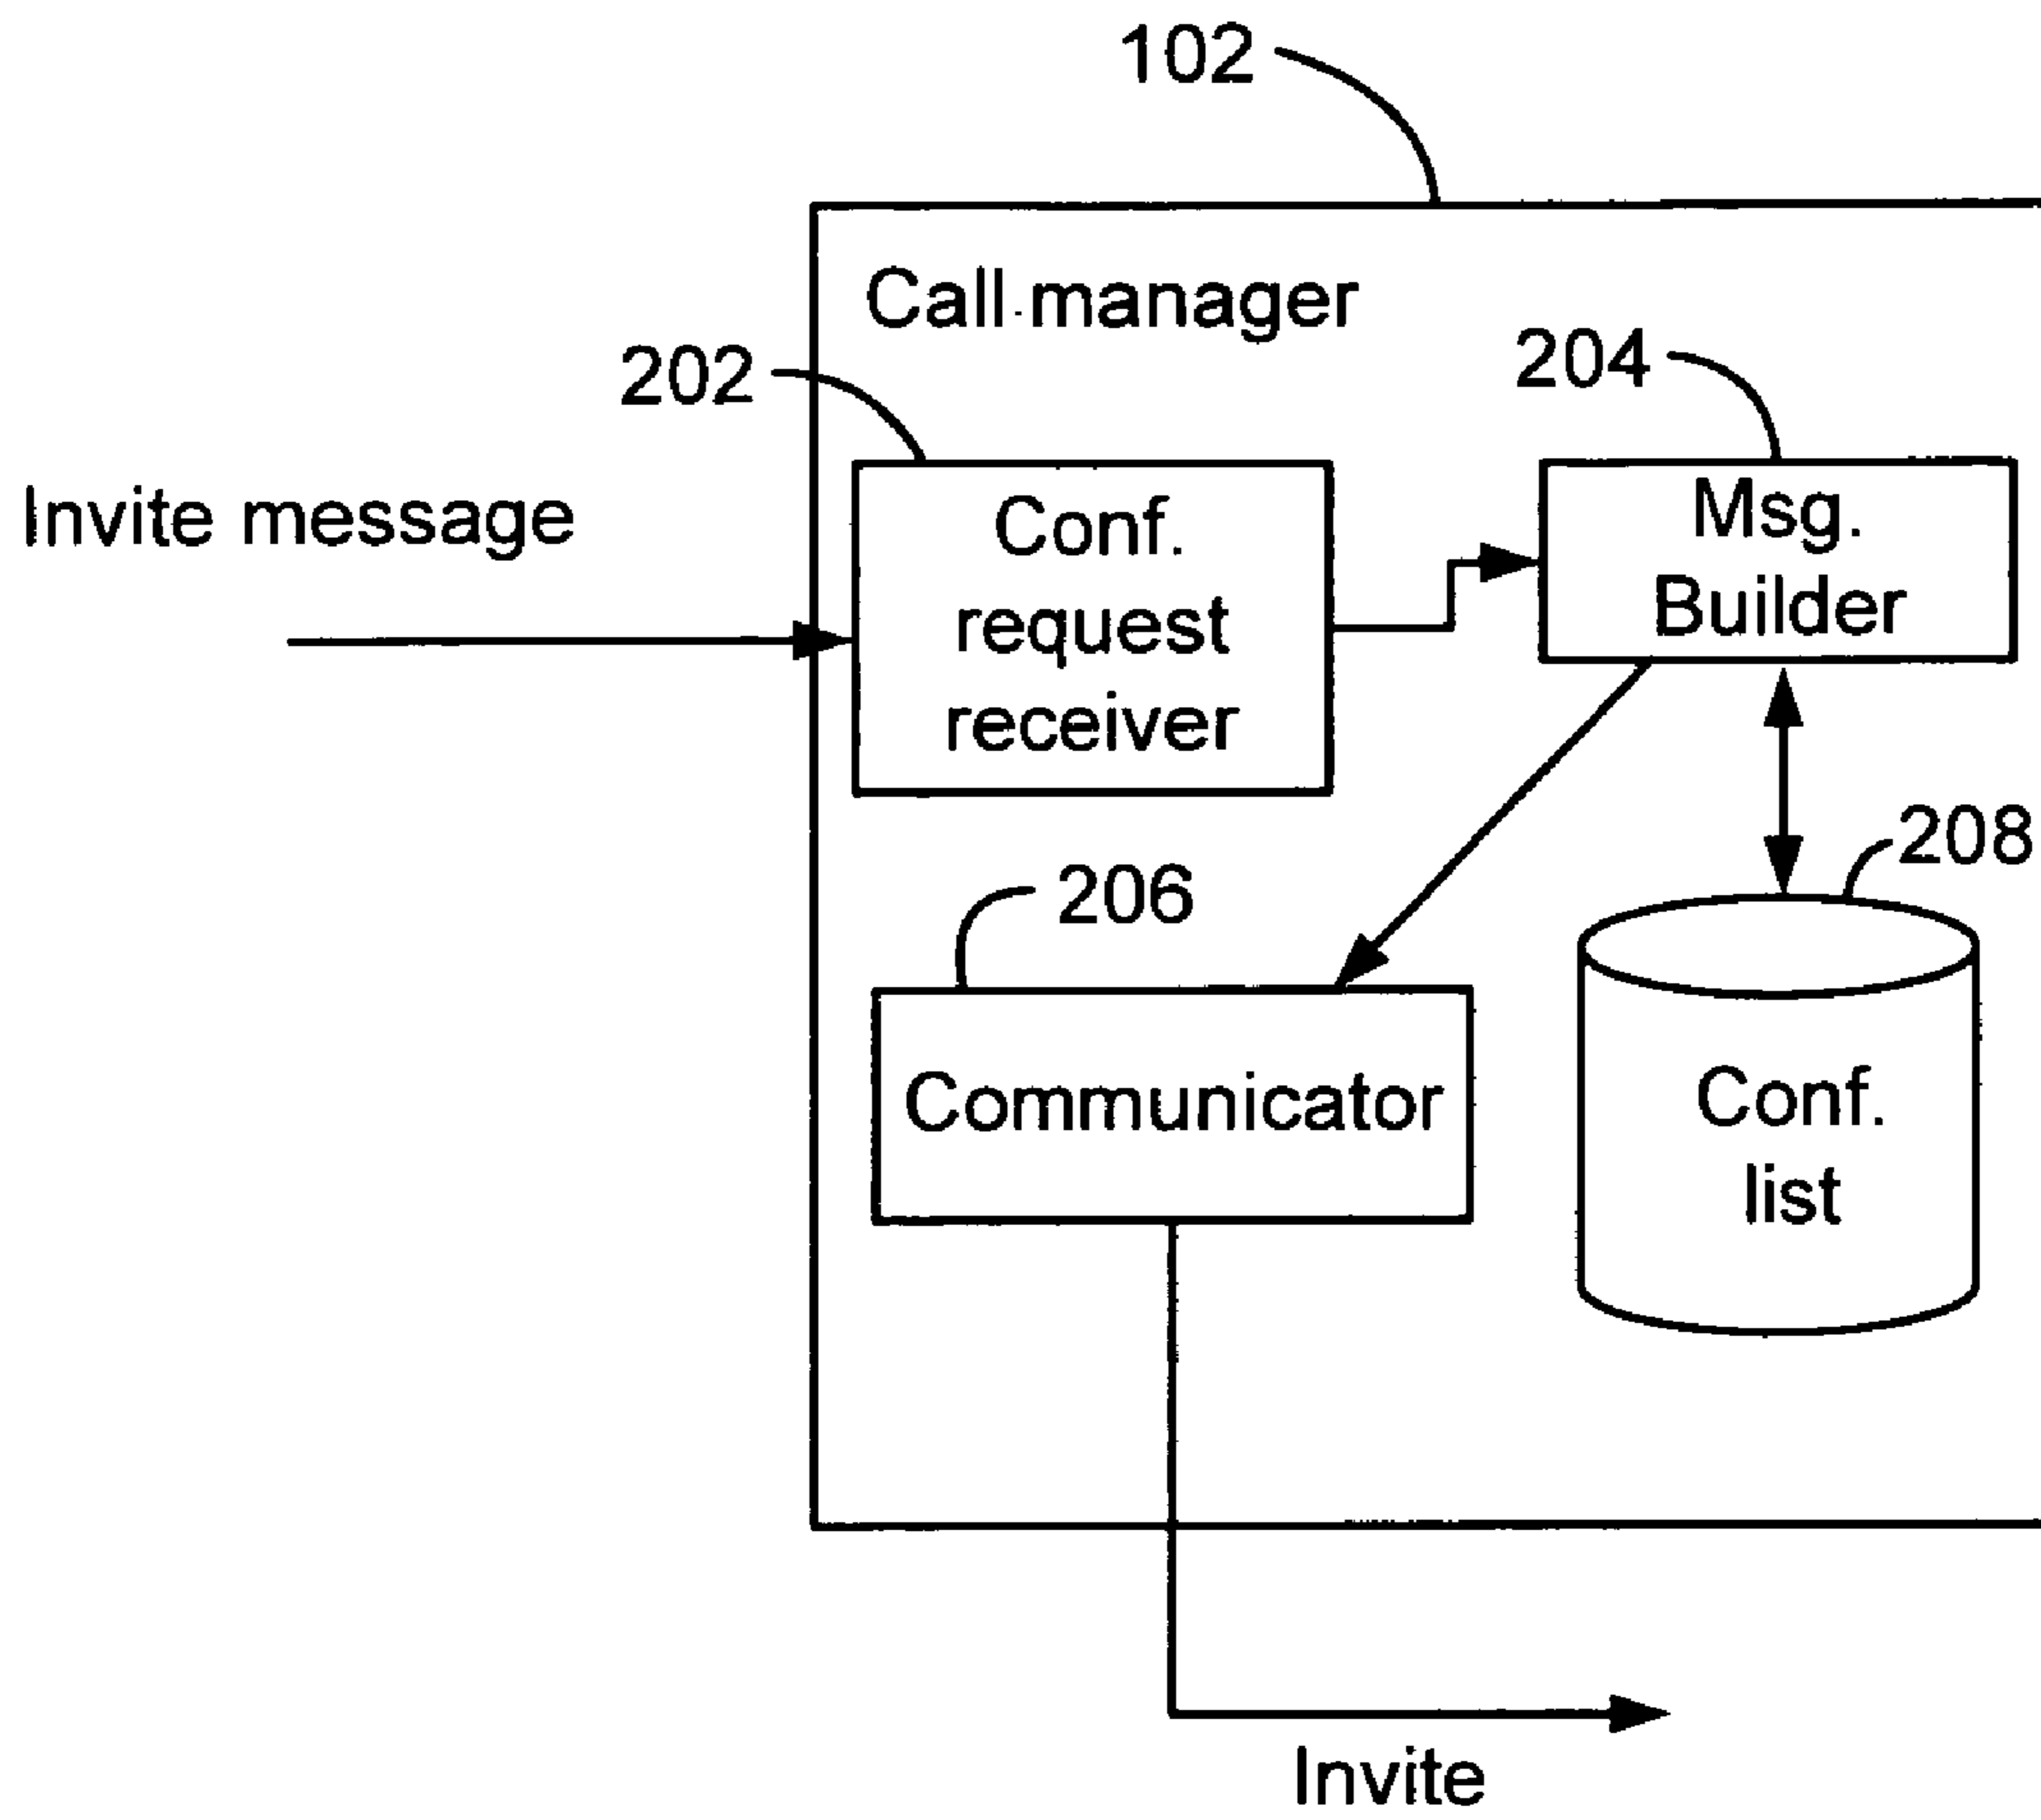 102
Call manager
202
204
Invite message
Conf.
request
receiver
Msg.
Builder
208
206
Communicator
Conf.
list
Invite